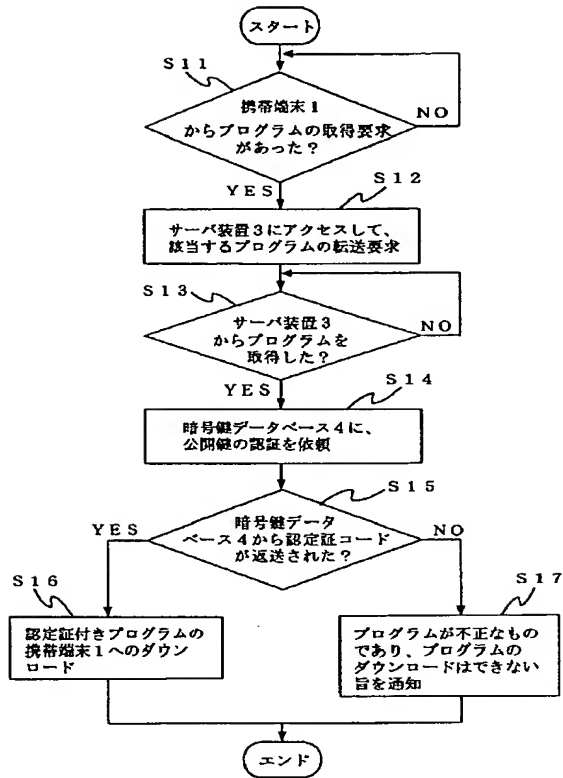 スタート
S11
携帯端末1
からプログラムの取得要求
があった?
NO
YES
S12
サーバ装置3にアクセスして、
該当するプログラムの転送要求
S13
サーバ装置3
からプログラムを
取得した?
NO
YES
S14
暗号鍵データベース4に、
公開鍵の認証を依頼
S15
暗号鍵データ
ベース4から認定証コード
が返送された?
YES
NO
S16
認定証付きプログラムの
携帯端末1へのダウン
ロード
S17
プログラムが不正なもの
であり、プログラムの
ダウンロードはできない
旨を通知
エンド